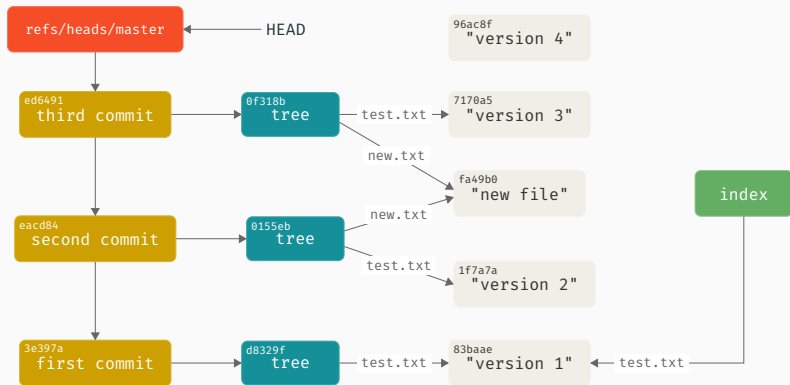 refs/heads/master
HEAD
96ac8f
"version 4"
ed6491
third commit
0f318b
tree
test.txt
7170a5
"version 3"
new.txt
fa49b0
"new file"
index
new.txt
eacd84
second commit
0155eb
tree
test.txt
1f7a7a
"version 2"
3e397a
first commit
d8329f
tree
test.txt
83baae
"version 1"
test.txt